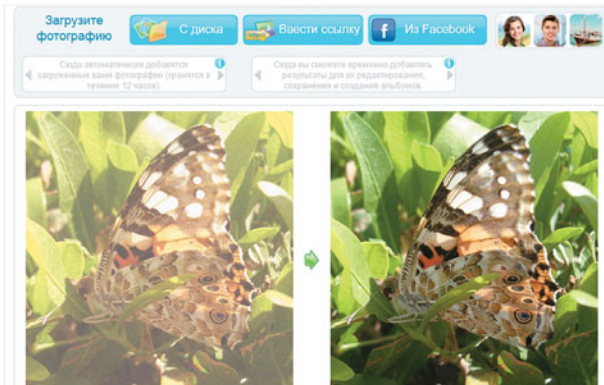 Загрузите
фотографию
С диска
Ввести ссылку
Из Facebook
Сюда автоматически добавятся
загруженные вами фотографии (хранятся в
течение 12 часов).
Сюда вы сможете временно добавлять
результаты для их редактирования,
сохранения и создания альбомов.